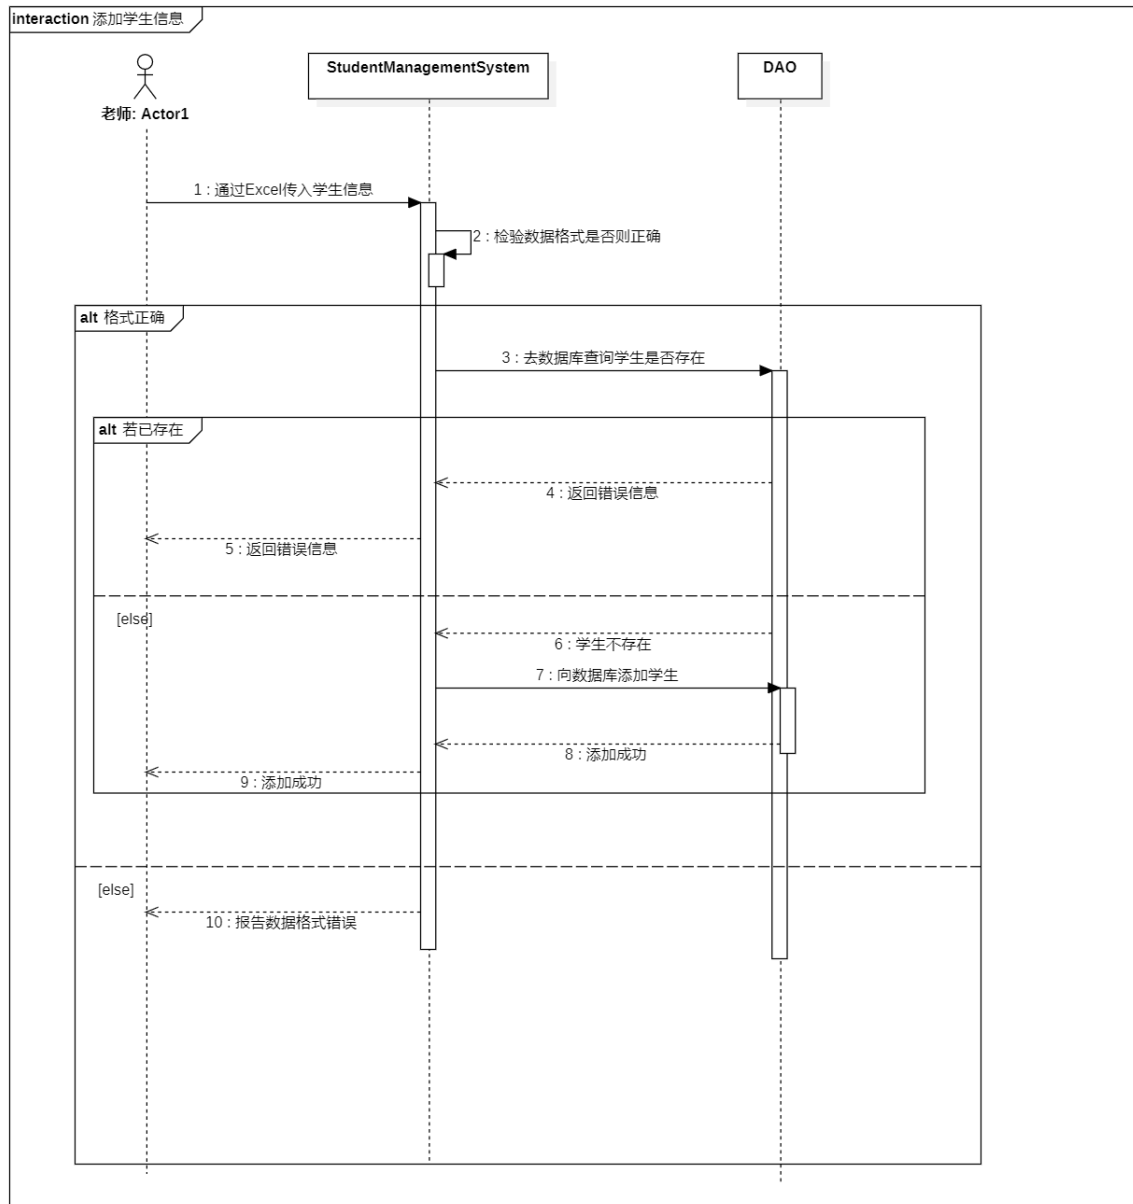 interaction 添加学生信息
StudentManagementSystem
DAO
老师: Actor1
1 : 通过Excel传入学生信息
2 : 检验数据格式是否则正确
alt 格式正确
3 : 去数据库查询学生是否存在
alt 若已存在
4 : 返回错误信息
5 : 返回错误信息
[else]
6 : 学生不存在
7 : 向数据库添加学生
8 : 添加成功
9 : 添加成功
[else]
10 : 报告数据格式错误